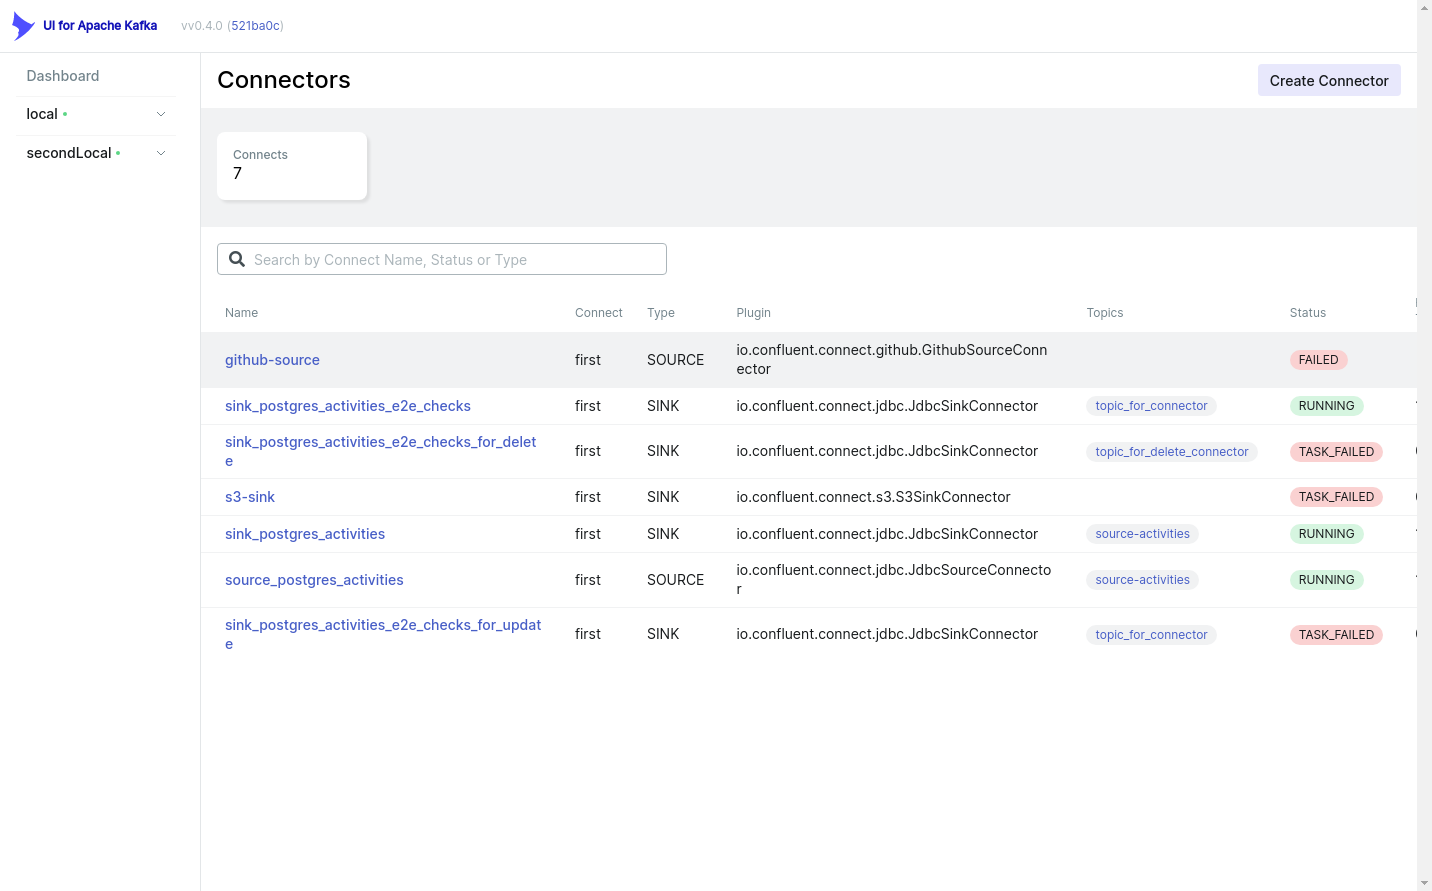 UI for Apache Kafka vv0.4.0 (521ba0c)
Dashboard
local
secondLocal
Connectors
Create Connector
Connects
7
Search by Connect Name, Status or Type
Name Connect Type Plugin Topics Status
github-source first SOURCE io.confluent.connect.github.GithubSourceConn
ector FAILED
sink_postgres_activities_e2e_checks first SINK io.confluent.connect.jdbc.JdbcSinkConnector topic_for_connector RUNNING
sink_postgres_activities_e2e_checks_for_delet
e first SINK io.confluent.connect.jdbc.JdbcSinkConnector topic_for_delete_connector TASK_FAILED
s3-sink first SINK io.confluent.connect.s3.S3SinkConnector TASK_FAILED
sink_postgres_activities first SINK io.confluent.connect.jdbc.JdbcSinkConnector source-activities RUNNING
source_postgres_activities first SOURCE io.confluent.connect.jdbc.JdbcSourceConnecto
r source-activities RUNNING
sink_postgres_activities_e2e_checks_for_updat
e first SINK io.confluent.connect.jdbc.JdbcSinkConnector topic_for_connector TASK_FAILED